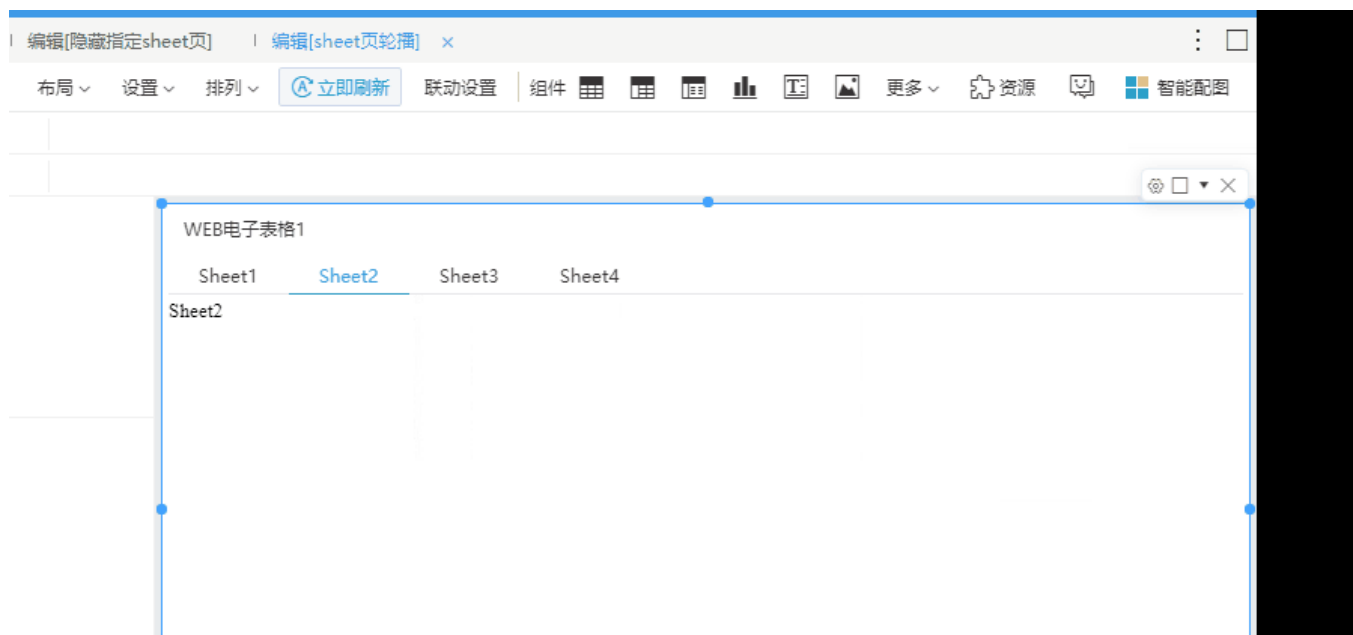 编辑[隐藏指定sheet页] 编辑[sheet页轮播] ×
布局 设置 排列 立即刷新 联动设置 组件 更多 资源 智能配图
WEB电子表格1
Sheet1 Sheet2 Sheet3 Sheet4
Sheet2